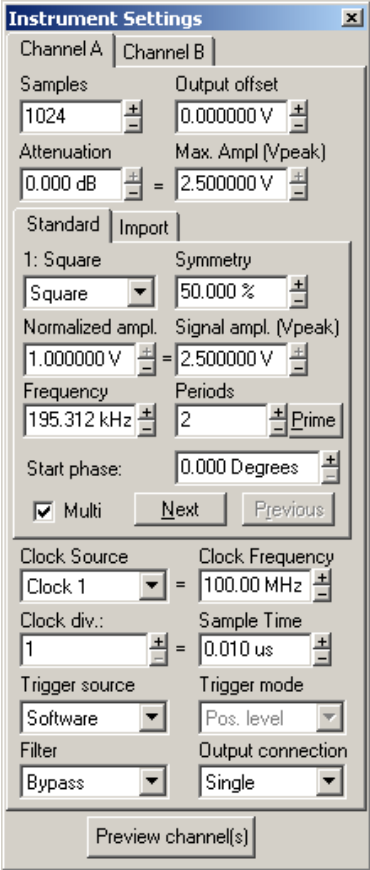 Instrument Settings
Channel A Channel B
Samples Output offset
1024 0.000000 V
Attenuation Max. Ampl (Vpeak)
0.000 dB = 2.500000 V
Standard Import
1: Square Symmetry
Square 50.000 %
Normalized ampl. Signal ampl. (Vpeak)
1.000000 V = 2.500000 V
Frequency Periods
195.312 kHz 2 Prime
Start phase: 0.000 Degrees
Multi Next Previous
Clock Source Clock Frequency
Clock 1 = 100.00 MHz
Clock div.: Sample Time
1 = 0.010 us
Trigger source Trigger mode
Software Pos. level
Filter Output connection
Bypass Single
Preview channel(s)